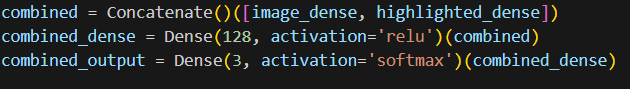 combined = Concatenate()([image_dense, highlighted_dense])
combined_dense = Dense(128, activation='relu')(combined)
combined_output = Dense(3, activation='softmax')(combined_dense)